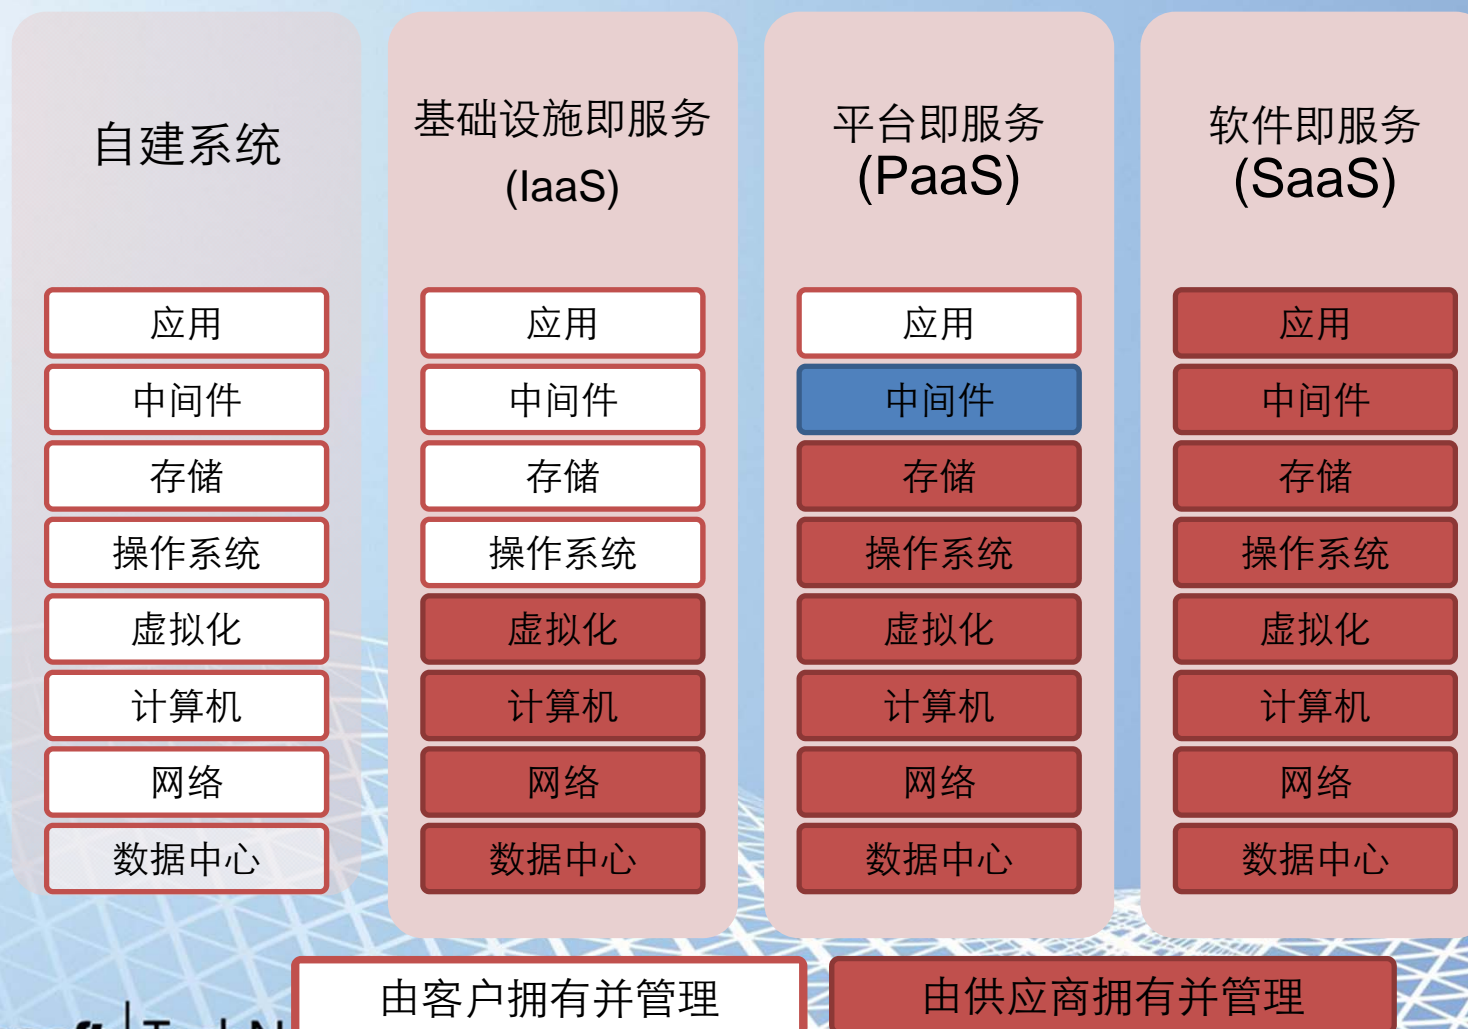 自建系统
应用
中间件
存储
操作系统
虚拟化
计算机
网络
数据中心
基础设施即服务
(IaaS)
应用
中间件
存储
操作系统
虚拟化
计算机
网络
数据中心
平台即服务
(PaaS)
应用
中间件
存储
操作系统
虚拟化
计算机
网络
数据中心
软件即服务
(SaaS)
应用
中间件
存储
操作系统
虚拟化
计算机
网络
数据中心
由客户拥有并管理
由供应商拥有并管理